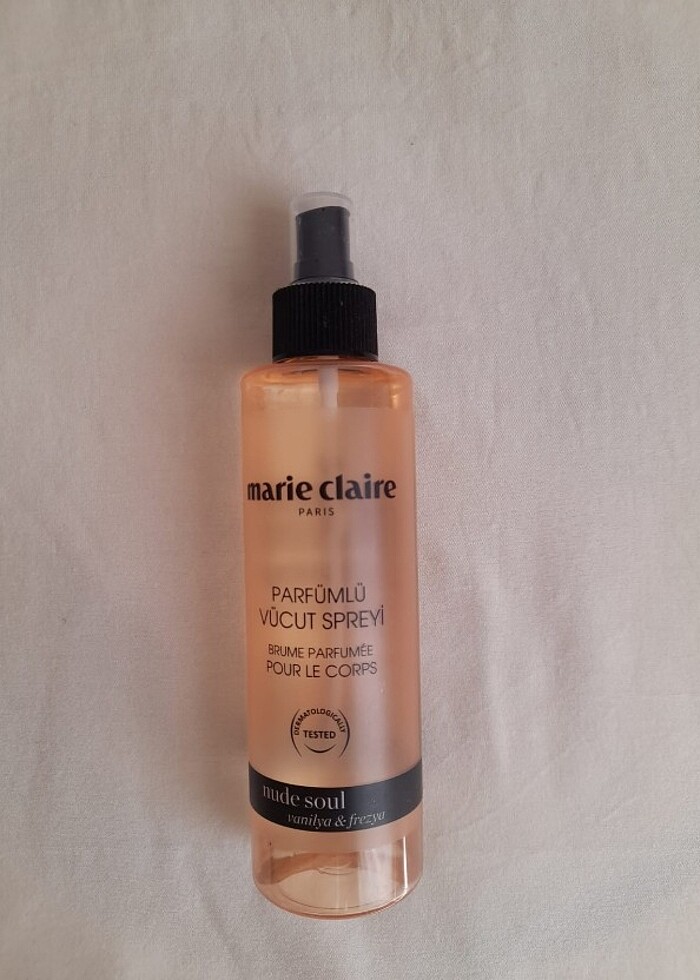 marie claire
PARIS
PARFÜMLÜ
VÜCUT SPREYİ
BRUME PARFUMÉE
POUR LE CORPS
DERMATOLOGICALLY
TESTED
nude soul
vanilya & frezya